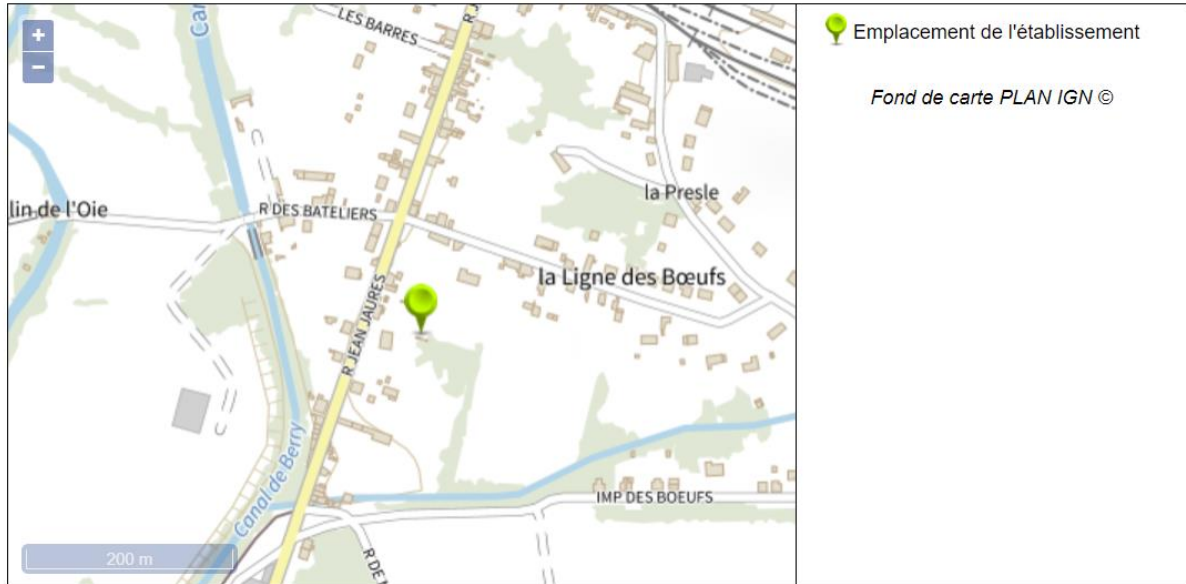 +
−
LES BARRES
lin de l'Oie
R DES BATELIERS
la Presle
la Ligne des Bœufs
R JEAN JAURES
Canal de Berry
IMP DES BOEUFS
200 m
Emplacement de l'établissement
Fond de carte PLAN IGN ©